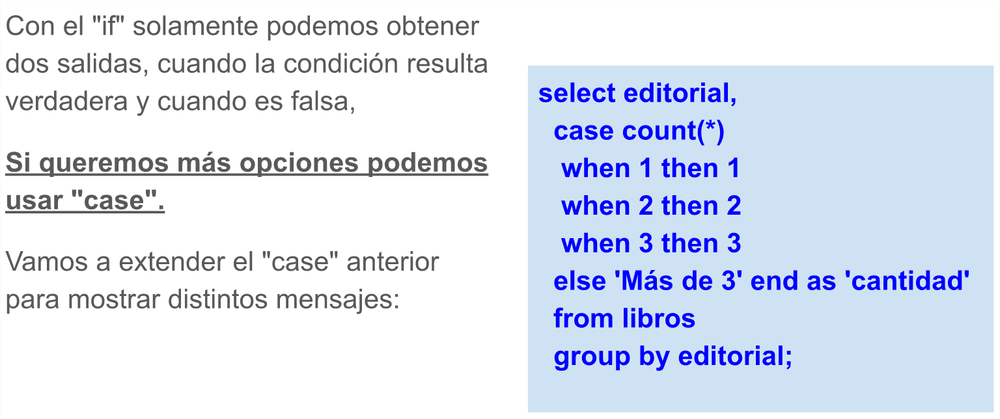 Con el "if" solamente podemos obtener
dos salidas, cuando la condición resulta
verdadera y cuando es falsa,
Si queremos más opciones podemos
usar "case".
Vamos a extender el "case" anterior
para mostrar distintos mensajes:
select editorial,
case count(*)
when 1 then 1
when 2 then 2
when 3 then 3
else 'Más de 3' end as 'cantidad'
from libros
group by editorial;